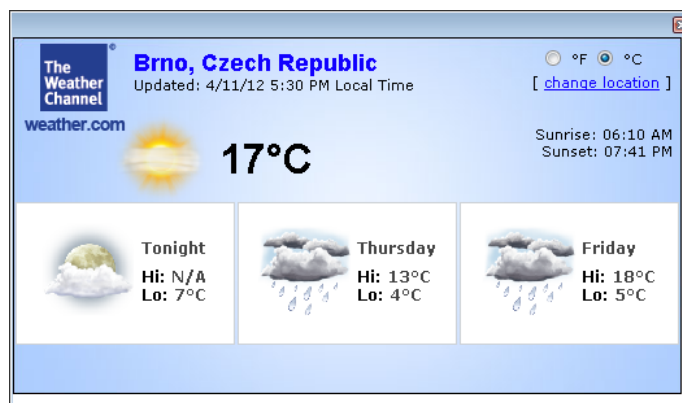 The
Weather
Channel
®
weather.com
Brno, Czech Republic
Updated: 4/11/12 5:30 PM Local Time
°F °C
[ change location ]
17°C
Sunrise: 06:10 AM
Sunset: 07:41 PM
Tonight
Hi: N/A
Lo: 7°C
Thursday
Hi: 13°C
Lo: 4°C
Friday
Hi: 18°C
Lo: 5°C